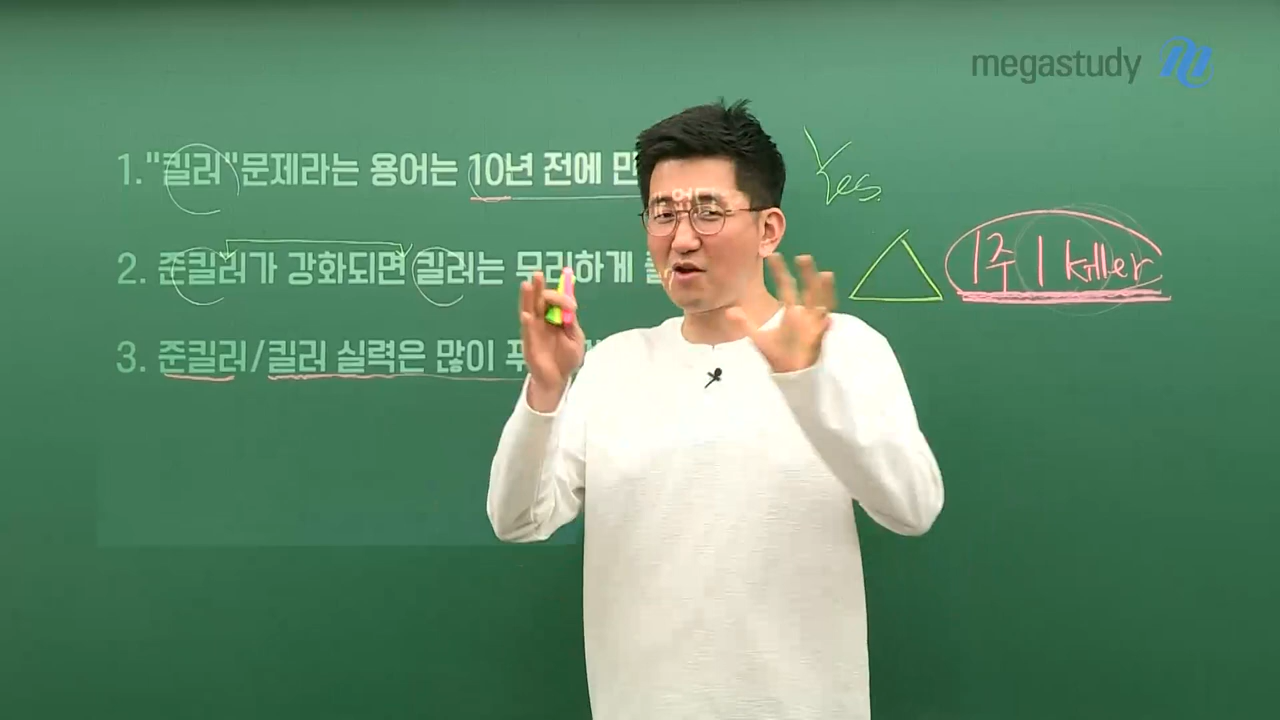 megastudy
1. "킬러"문제라는 용어는 10년 전에
Yes.
2. 준킬러가 강화되면 킬러는 무리하게
1주 1 killer
3. 준킬러/킬러 실력은 많이